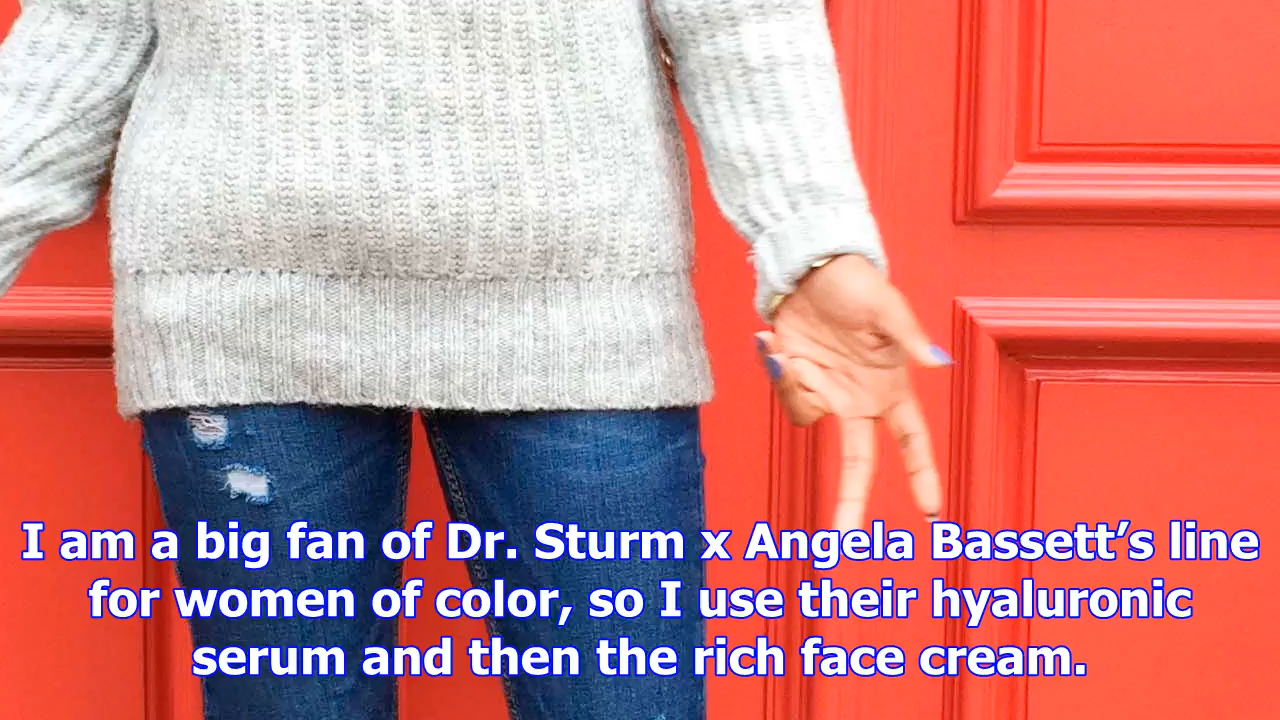 I am a big fan of Dr. Sturm x Angela Bassett’s line
for women of color, so I use their hyaluronic
serum and then the rich face cream.